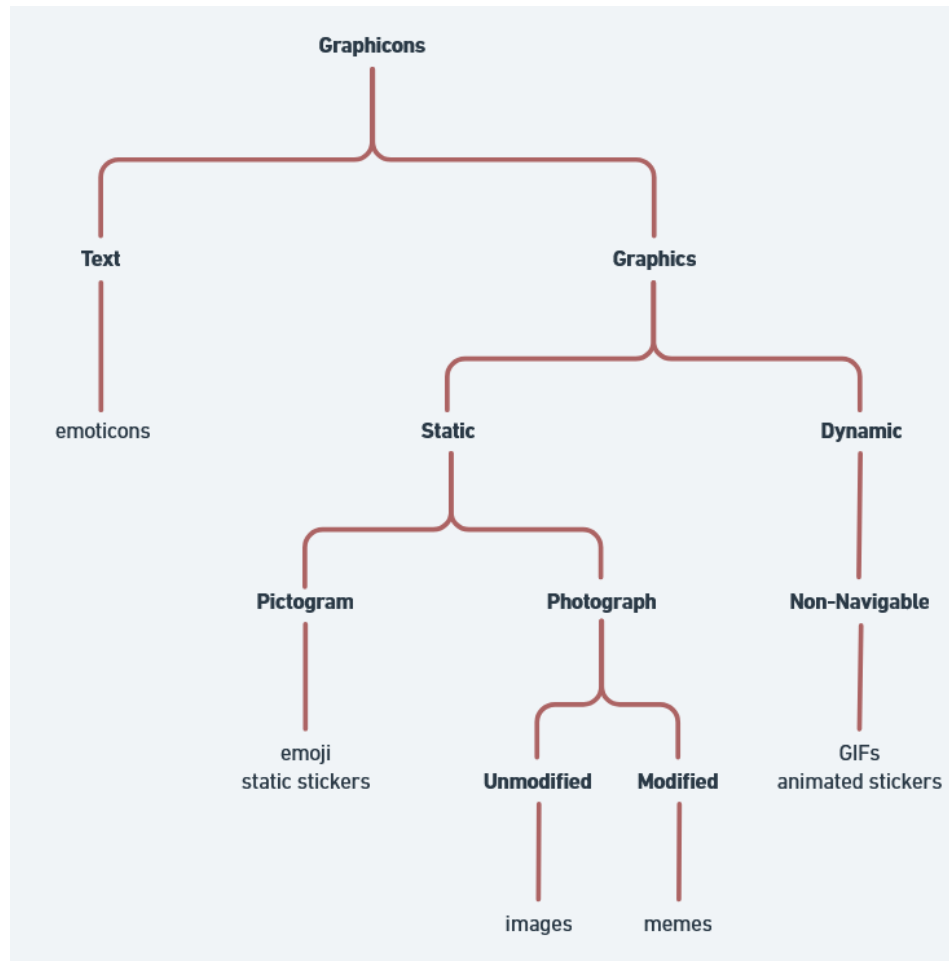 Graphicons
Text
Graphics
emoticons
Static
Dynamic
Pictogram
Photograph
Non-Navigable
emoji
static stickers
Unmodified
Modified
GIFs
animated stickers
images
memes